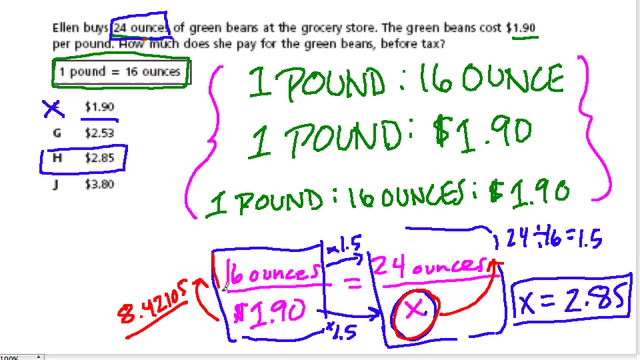 Ellen buys 24 ounces of green beans at the grocery store. The green beans cost $1.90
per pound. How much does she pay for the green beans, before tax?
1 pound = 16 ounces
$1.90
G $2.53
H $2.85
J $3.80
1 POUND : 16 OUNCE
1 POUND : $1.90
1 POUND : 16 OUNCES : $1.90
24 ÷ 16 = 1.5
×1.5
16 ounces = 24 ounces
$1.90 x
×1.5
8.42105
x = 2.85
100%